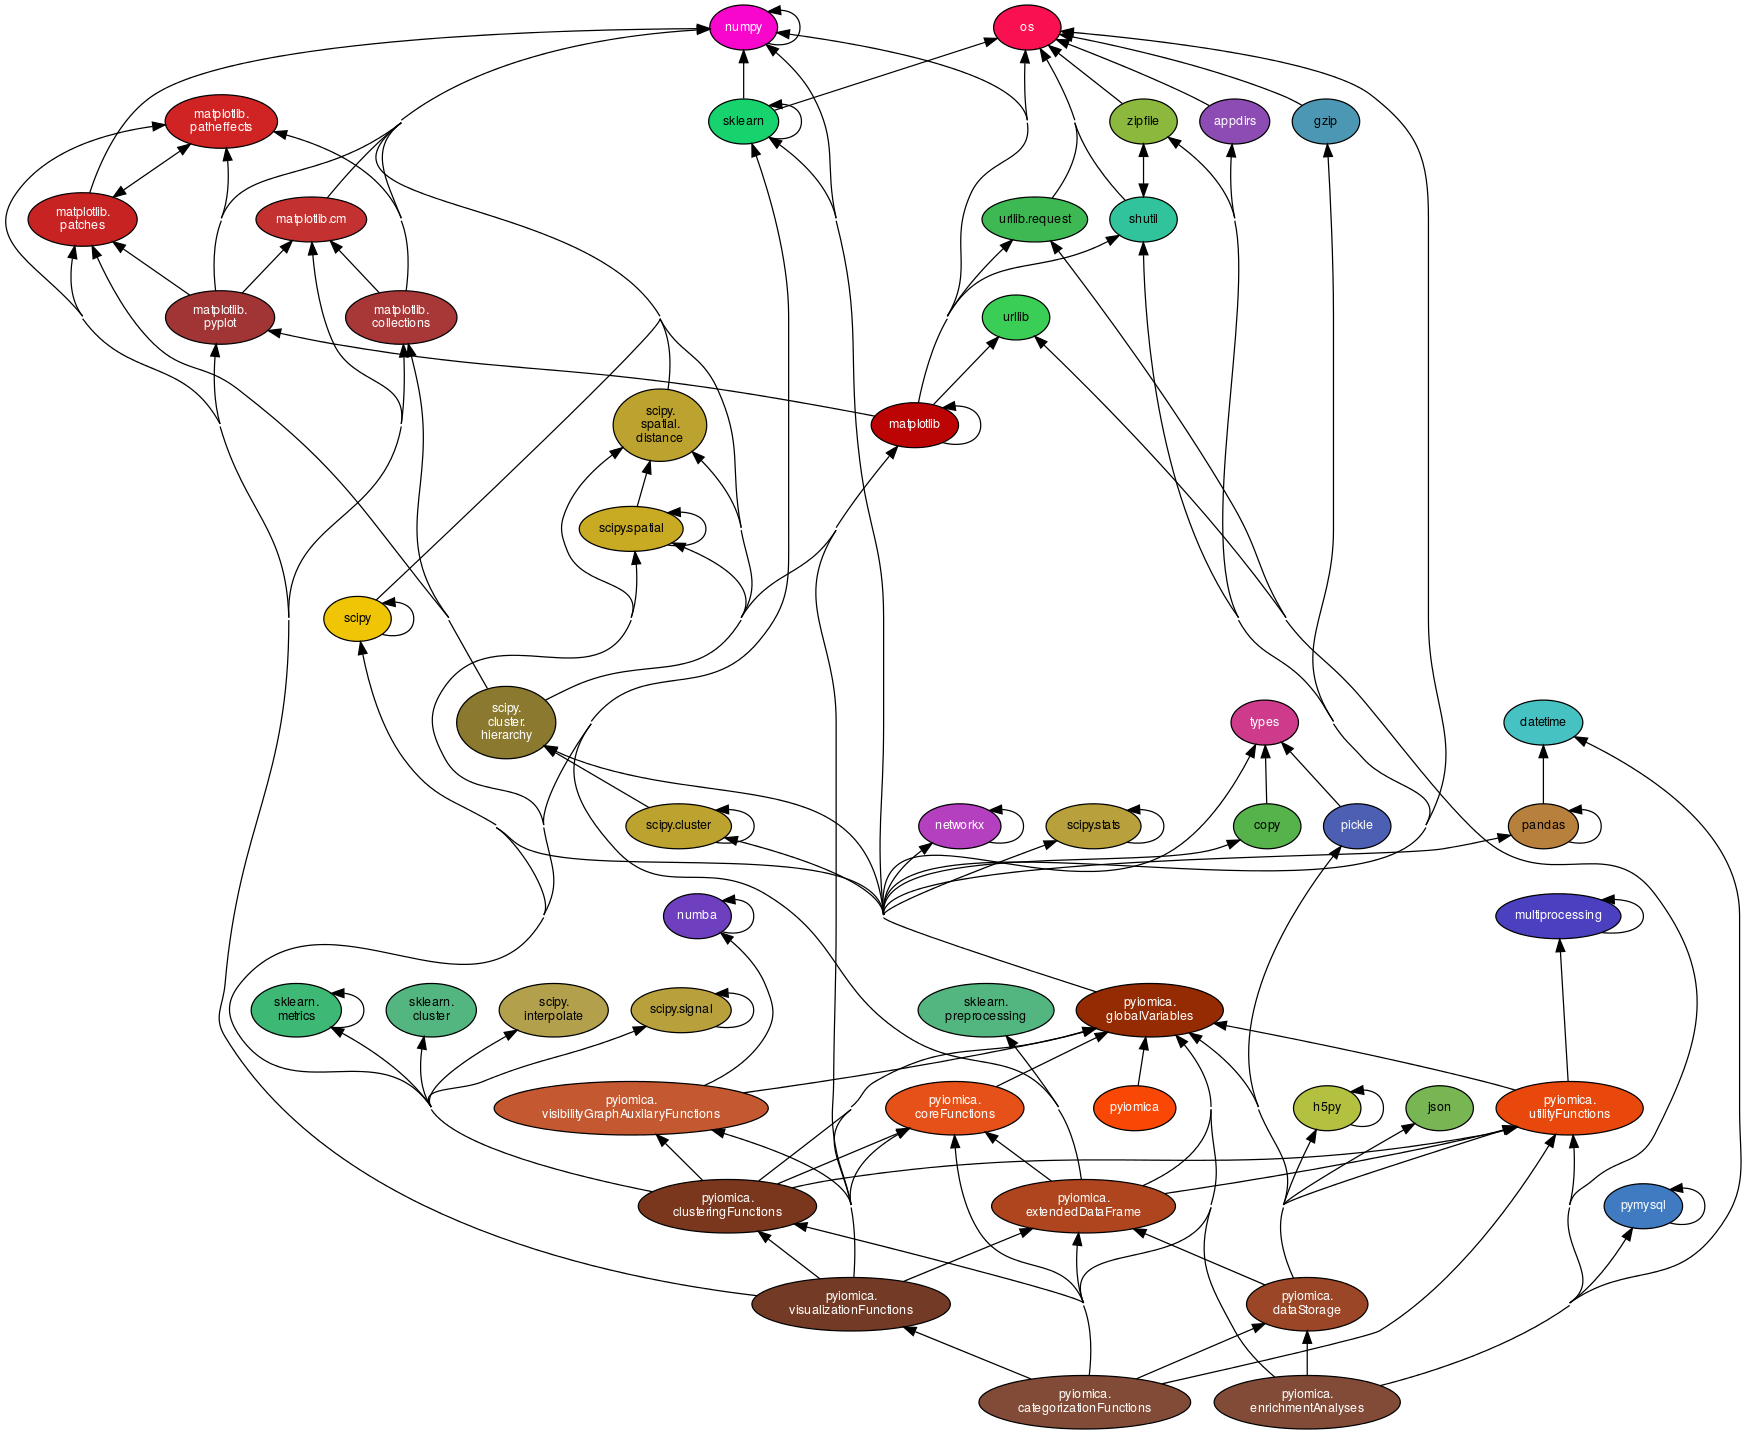 numpy
os
matplotlib.
patheffects
sklearn
zipfile
appdirs
gzip
matplotlib.
patches
matplotlib.cm
urllib.request
shutil
matplotlib.
pyplot
matplotlib.
collections
urllib
scipy.
spatial.
distance
matplotlib
scipy.spatial
scipy
scipy.
cluster.
hierarchy
types
datetime
scipy.cluster
networkx
scipy.stats
copy
pickle
pandas
numba
multiprocessing
sklearn.
metrics
sklearn.
cluster
scipy.
interpolate
scipy.signal
sklearn.
preprocessing
pyiomica.
globalVariables
pyiomica.
visibilityGraphAuxilaryFunctions
pyiomica.
coreFunctions
pyiomica
h5py
json
pyiomica.
utilityFunctions
pyiomica.
clusteringFunctions
pyiomica.
extendedDataFrame
pymysql
pyiomica.
visualizationFunctions
pyiomica.
dataStorage
pyiomica.
categorizationFunctions
pyiomica.
enrichmentAnalyses